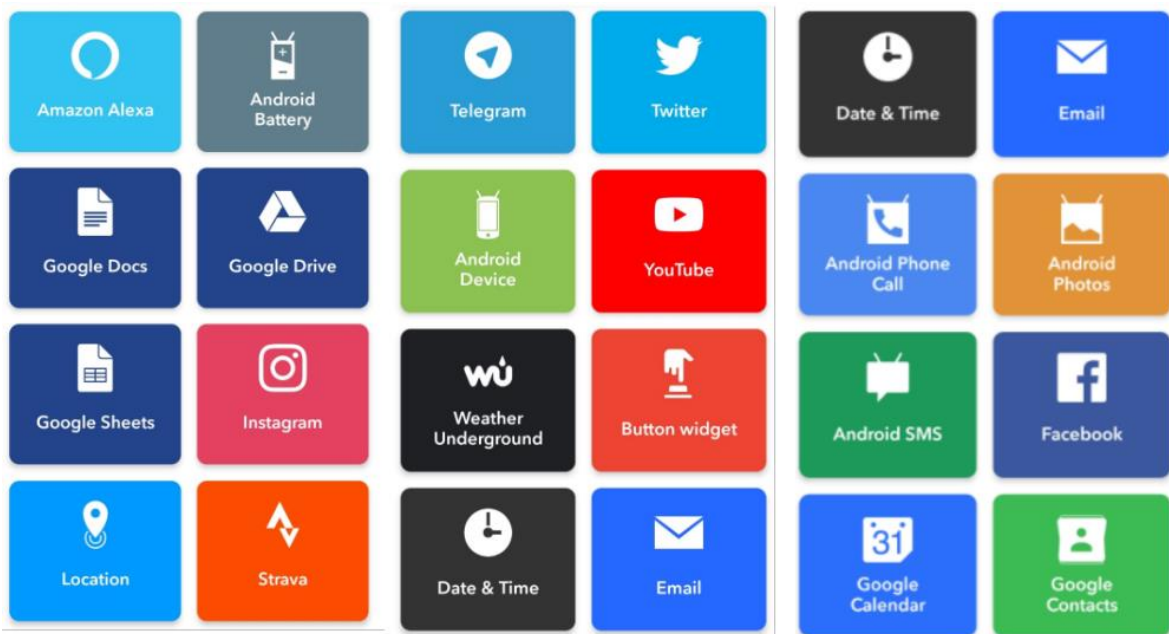 Amazon Alexa
Android
Battery
Google Docs
Google Drive
Google Sheets
Instagram
Location
Strava
Telegram
Twitter
Android
Device
YouTube
wu
Weather
Underground
Button widget
Date & Time
Email
Date & Time
Email
Android Phone
Call
Android
Photos
Android SMS
Facebook
31
Google
Calendar
Google
Contacts